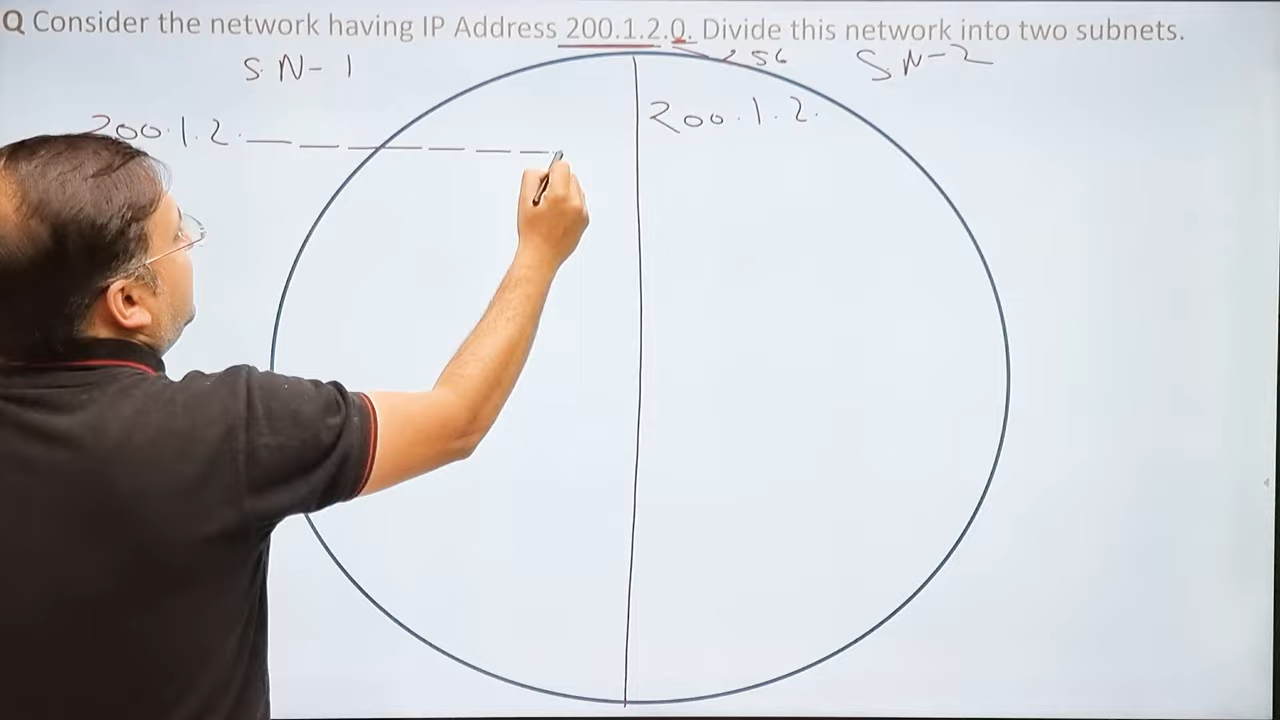 Q Consider the network having IP Address 200.1.2.0. Divide this network into two subnets.
S.N-1
256
S.N-2
200.1.2.
200.1.2.